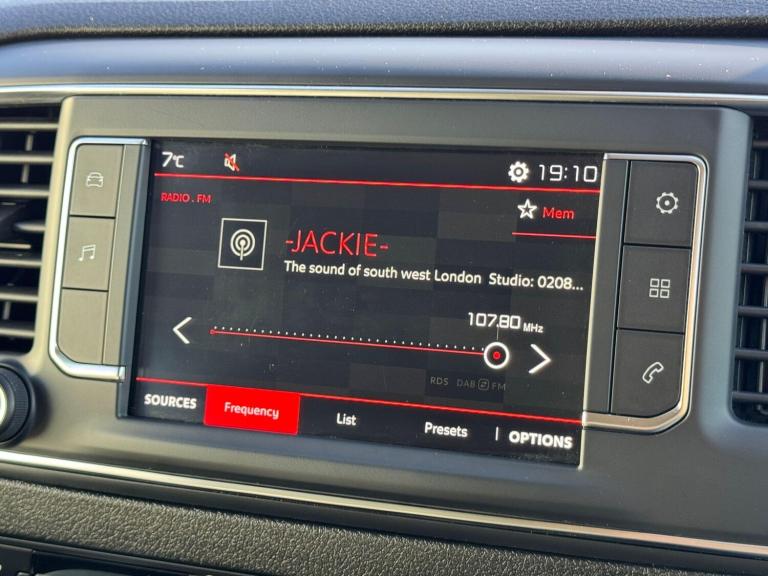 7°C 19:10
RADIO . FM
Mem
-JACKIE-
The sound of south west London Studio: 0208...
107.80 MHz
RDS DAB FM
SOURCES Frequency List Presets | OPTIONS